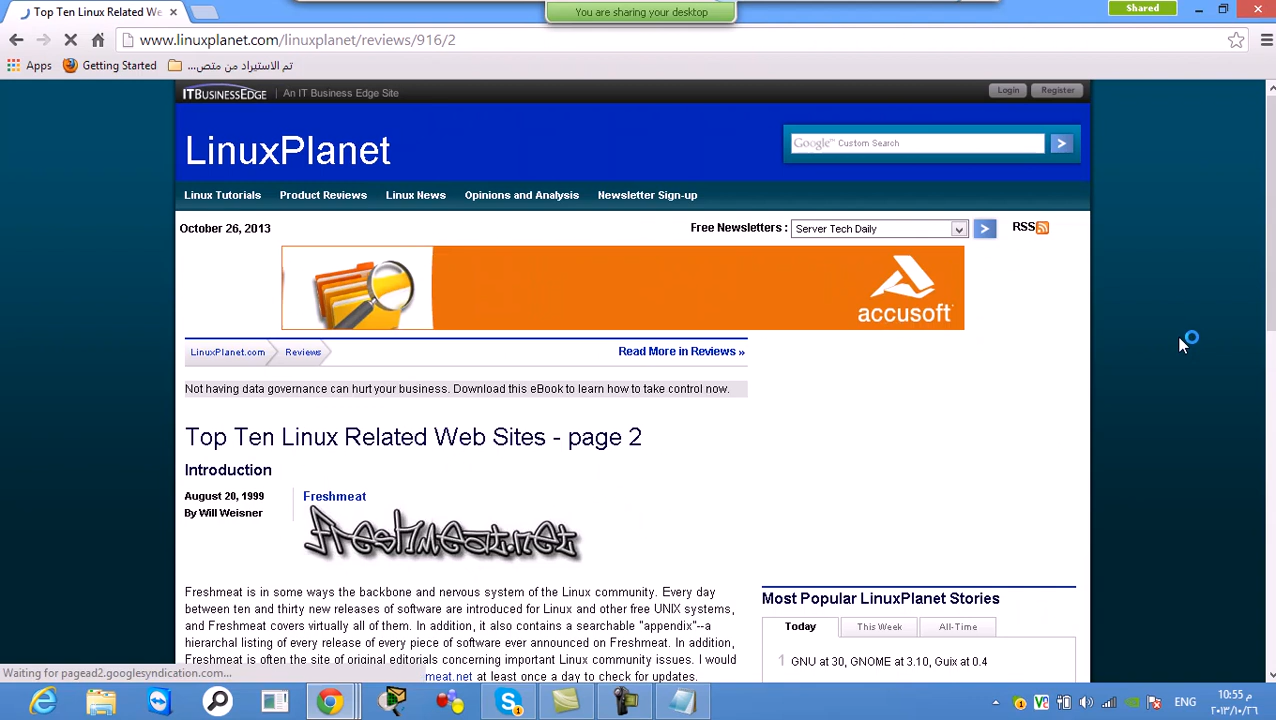 Top Ten Linux Related We
You are sharing your desktop
Shared
www.linuxplanet.com/linuxplanet/reviews/916/2
Apps
Getting Started
تم الاستيراد من متص...
ITBUSINESSEDGE
An IT Business Edge Site
Login
Register
LinuxPlanet
Google™ Custom Search
Linux Tutorials
Product Reviews
Linux News
Opinions and Analysis
Newsletter Sign-up
October 26, 2013
Free Newsletters :
Server Tech Daily
RSS
accusoft
LinuxPlanet.com
Reviews
Read More in Reviews »
Not having data governance can hurt your business. Download this eBook to learn how to take control now.
Top Ten Linux Related Web Sites - page 2
Introduction
August 20, 1999
By Will Weisner
Freshmeat
Freshmeat.net
Freshmeat is in some ways the backbone and nervous system of the Linux community. Every day
between ten and thirty new releases of software are introduced for Linux and other free UNIX systems,
and Freshmeat covers virtually all of them. In addition, it also contains a searchable "appendix"--a
hierarchal listing of every release of every piece of software ever announced on Freshmeat. In addition,
Freshmeat is often the site of original editorials concerning important Linux community issues. I would
meat.net at least once a day to check for updates.
Most Popular LinuxPlanet Stories
Today
This Week
All-Time
1 GNU at 30, GNOME at 3.10, Guix at 0.4
Waiting for pagead2.googlesyndication.com...
ENG
10:55 م
٢٠١٣/١٠/٢٦